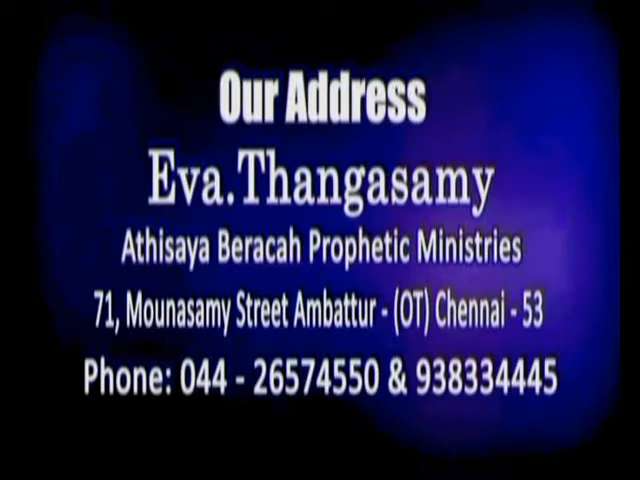 Our Address
Eva.Thangasamy
Athisaya Beracah Prophetic Ministries
71, Mounasamy Street Ambattur - (OT) Chennai - 53
Phone: 044 - 26574550 & 938334445